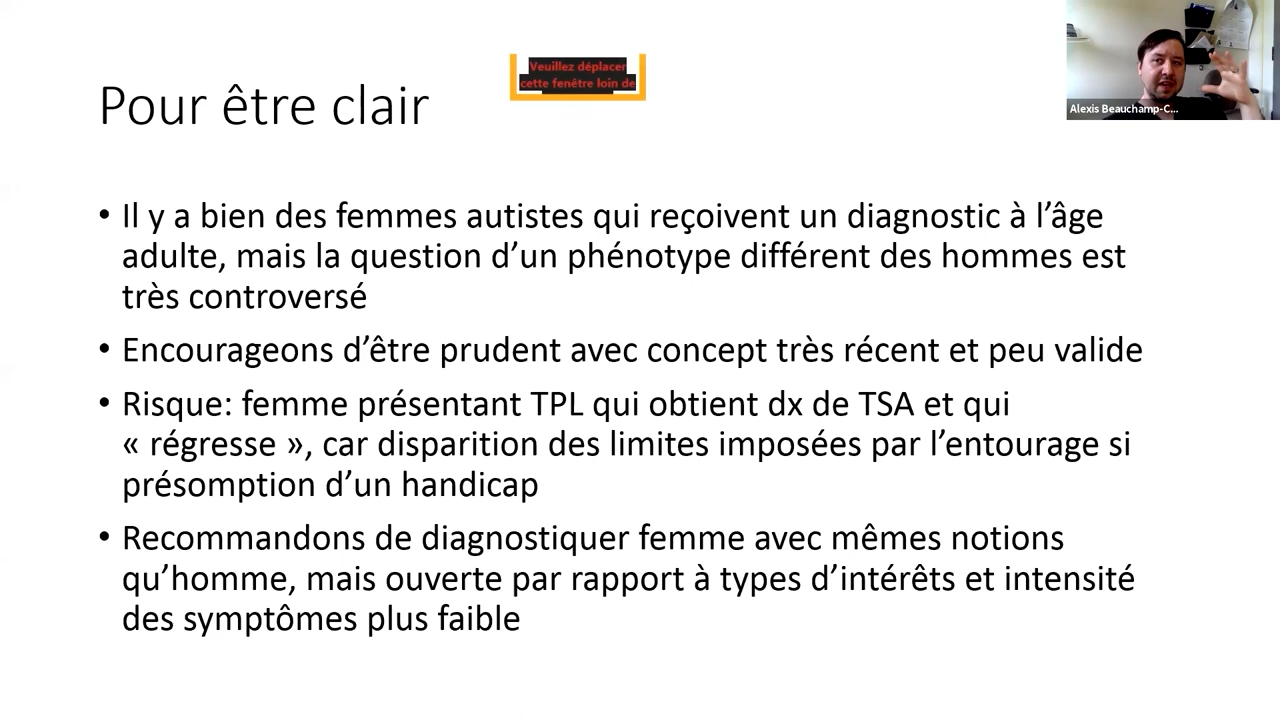 Pour être clair
Veuillez déplacer
cette fenêtre loin de
Alexis Beauchamp-C...
• Il y a bien des femmes autistes qui reçoivent un diagnostic à l’âge
adulte, mais la question d’un phénotype différent des hommes est
très controversé
• Encourageons d’être prudent avec concept très récent et peu valide
• Risque: femme présentant TPL qui obtient dx de TSA et qui
« régresse », car disparition des limites imposées par l’entourage si
présomption d’un handicap
• Recommandons de diagnostiquer femme avec mêmes notions
qu’homme, mais ouverte par rapport à types d’intérêts et intensité
des symptômes plus faible